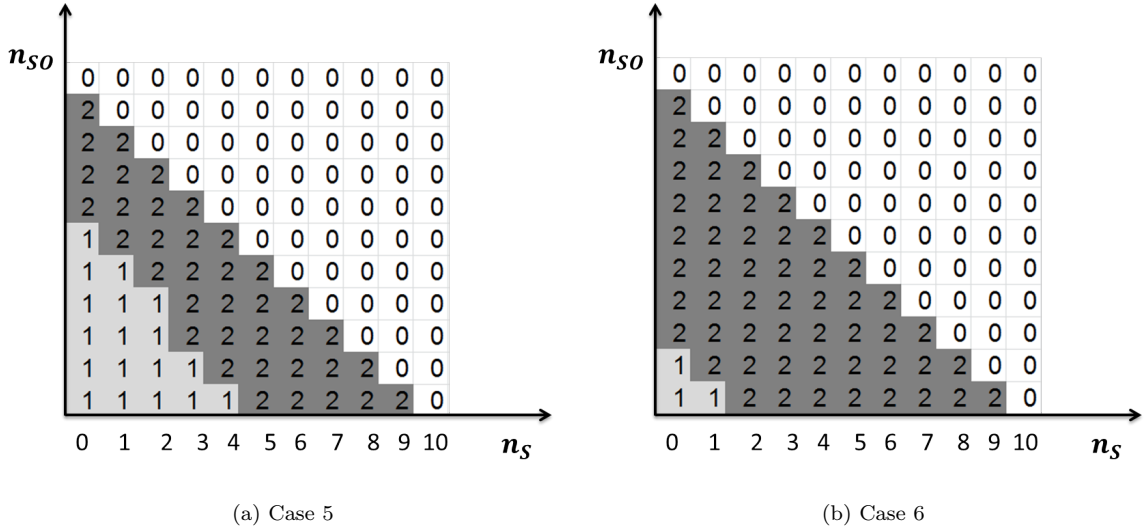 n_SO
0 0 0 0 0 0 0 0 0 0 0
2 0 0 0 0 0 0 0 0 0 0
2 2 0 0 0 0 0 0 0 0 0
2 2 2 0 0 0 0 0 0 0 0
2 2 2 2 0 0 0 0 0 0 0
1 2 2 2 2 0 0 0 0 0 0
1 1 2 2 2 2 0 0 0 0 0
1 1 1 2 2 2 2 0 0 0 0
1 1 1 2 2 2 2 2 0 0 0
1 1 1 1 2 2 2 2 2 0 0
1 1 1 1 1 2 2 2 2 2 0
0 1 2 3 4 5 6 7 8 9 10 n_S
(a) Case 5
n_SO
0 0 0 0 0 0 0 0 0 0 0
2 0 0 0 0 0 0 0 0 0 0
2 2 0 0 0 0 0 0 0 0 0
2 2 2 0 0 0 0 0 0 0 0
2 2 2 2 0 0 0 0 0 0 0
2 2 2 2 2 0 0 0 0 0 0
2 2 2 2 2 2 0 0 0 0 0
2 2 2 2 2 2 2 0 0 0 0
2 2 2 2 2 2 2 2 0 0 0
1 2 2 2 2 2 2 2 2 0 0
1 1 2 2 2 2 2 2 2 2 0
0 1 2 3 4 5 6 7 8 9 10 n_S
(b) Case 6